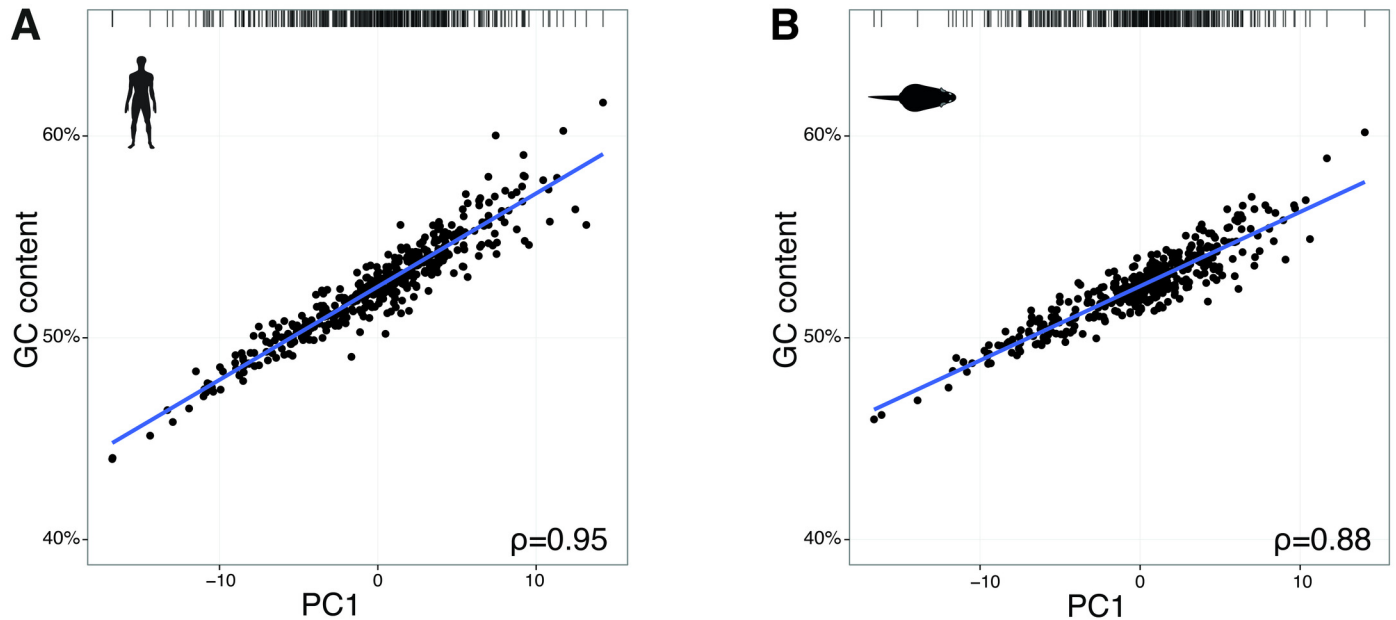 A
GC content
60%
50%
40%
ρ=0.95
−10 0 10
PC1
B
GC content
60%
50%
40%
ρ=0.88
−10 0 10
PC1